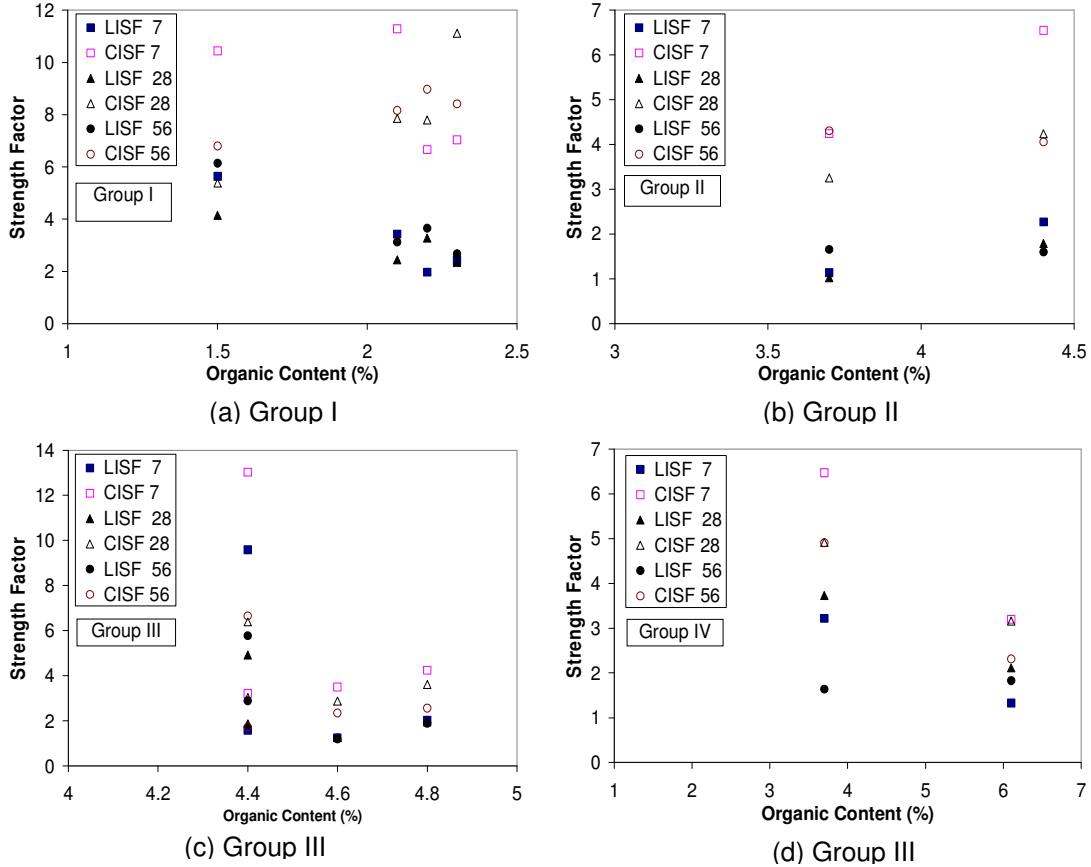 12
10
8
6
4
2
0
Strength Factor
LISF 7
CISF 7
LISF 28
CISF 28
LISF 56
CISF 56
Group I
1 1.5 2 2.5
Organic Content (%)
(a) Group I
7
6
5
4
3
2
1
0
Strength Factor
LISF 7
CISF 7
LISF 28
CISF 28
LISF 56
CISF 56
Group II
3 3.5 4 4.5
Organic Content (%)
(b) Group II
14
12
10
8
6
4
2
0
Strength Factor
LISF 7
CISF 7
LISF 28
CISF 28
LISF 56
CISF 56
Group III
4 4.2 4.4 4.6 4.8 5
Organic Content (%)
(c) Group III
7
6
5
4
3
2
1
0
Strength Factor
LISF 7
CISF 7
LISF 28
CISF 28
LISF 56
CISF 56
Group IV
1 2 3 4 5 6 7
Organic Content (%)
(d) Group III